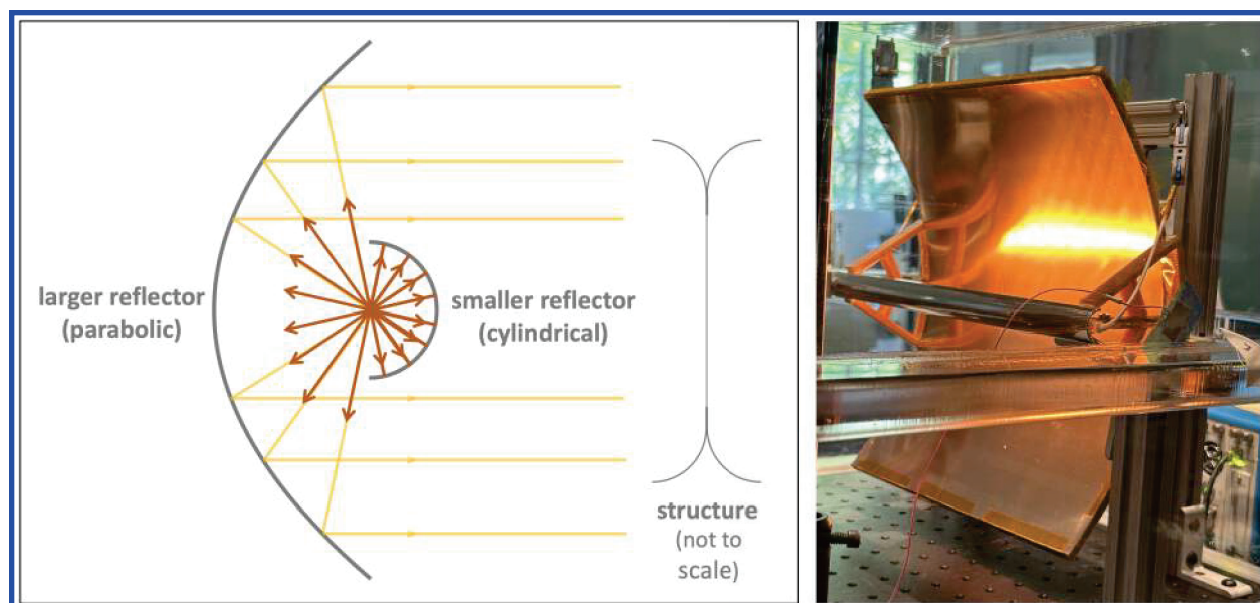 larger reflector
(parabolic)
smaller reflector
(cylindrical)
structure
(not to
scale)